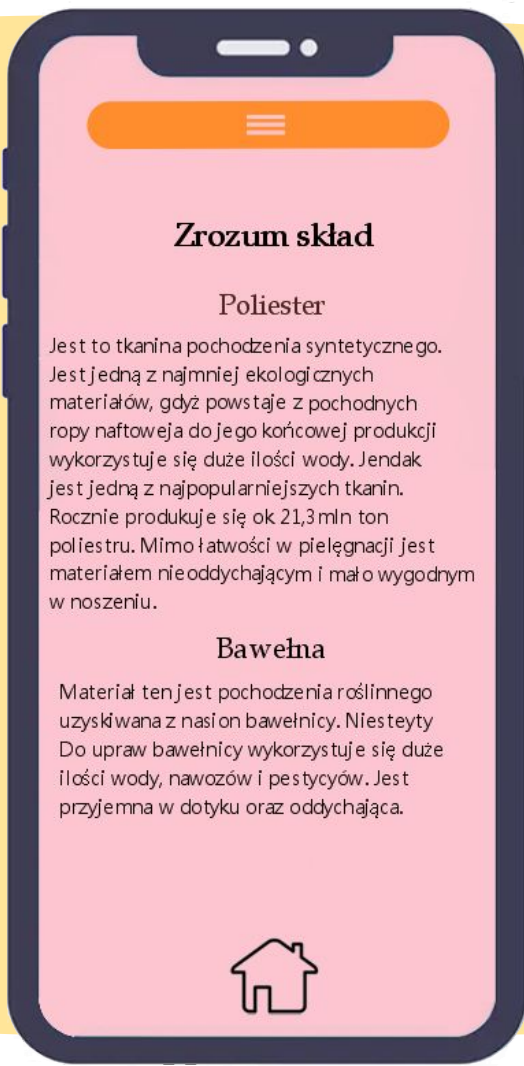 Zrozum skład
Poliester
Jest to tkanina pochodzenia syntetycznego.
Jest jedną z najmniej ekologicznych
materiałów, gdyż powstaje z pochodnych
ropy naftoweja do jego końcowej produkcji
wykorzystuje się duże ilości wody. Jendak
jest jedną z najpopularniejszych tkanin.
Rocznie produkuje się ok 21,3mln ton
poliestru. Mimo łatwości w pielęgnacji jest
materiałem nieoddychającym i mało wygodnym
w noszeniu.
Bawełna
Materiał ten jest pochodzenia roślinnego
uzyskiwana z nasion bawełnicy. Niesteyty
Do upraw bawełnicy wykorzystuje się duże
ilości wody, nawozów i pestycyów. Jest
przyjemna w dotyku oraz oddychająca.